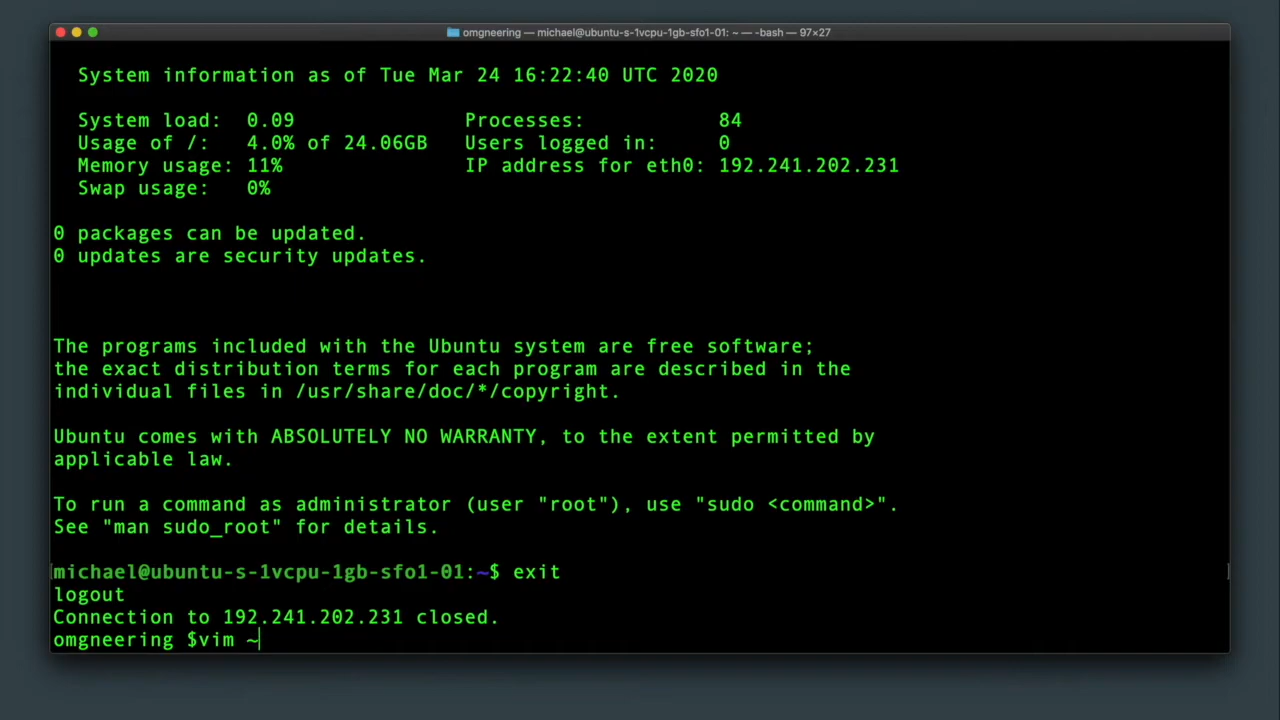 omgneering — michael@ubuntu-s-1vcpu-1gb-sfo1-01: ~ — -bash — 97×27
System information as of Tue Mar 24 16:22:40 UTC 2020
System load:  0.09               Processes:           84
Usage of /:   4.0% of 24.06GB   Users logged in:     0
Memory usage: 11%               IP address for eth0: 192.241.202.231
Swap usage:   0%
0 packages can be updated.
0 updates are security updates.
The programs included with the Ubuntu system are free software;
the exact distribution terms for each program are described in the
individual files in /usr/share/doc/*/copyright.
Ubuntu comes with ABSOLUTELY NO WARRANTY, to the extent permitted by
applicable law.
To run a command as administrator (user "root"), use "sudo <command>".
See "man sudo_root" for details.
michael@ubuntu-s-1vcpu-1gb-sfo1-01:~$ exit
logout
Connection to 192.241.202.231 closed.
omgneering $vim ~